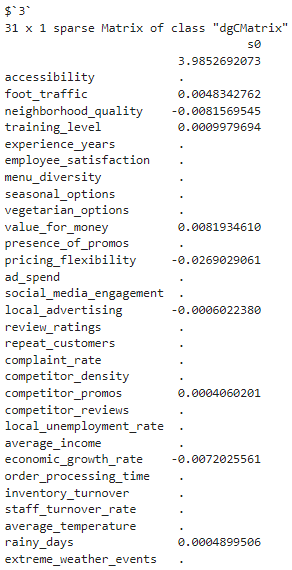 $`3`
31 x 1 sparse Matrix of class "dgCMatrix"
s0
3.9852692073
accessibility .
foot_traffic 0.0048342762
neighborhood_quality -0.0081569545
training_level 0.0009979694
experience_years .
employee_satisfaction .
menu_diversity .
seasonal_options .
vegetarian_options .
value_for_money 0.0081934610
presence_of_promos .
pricing_flexibility -0.0269029061
ad_spend .
social_media_engagement .
local_advertising -0.0006022380
review_ratings .
repeat_customers .
complaint_rate .
competitor_density .
competitor_promos 0.0004060201
competitor_reviews .
local_unemployment_rate .
average_income .
economic_growth_rate -0.0072025561
order_processing_time .
inventory_turnover .
staff_turnover_rate .
average_temperature .
rainy_days 0.0004899506
extreme_weather_events .